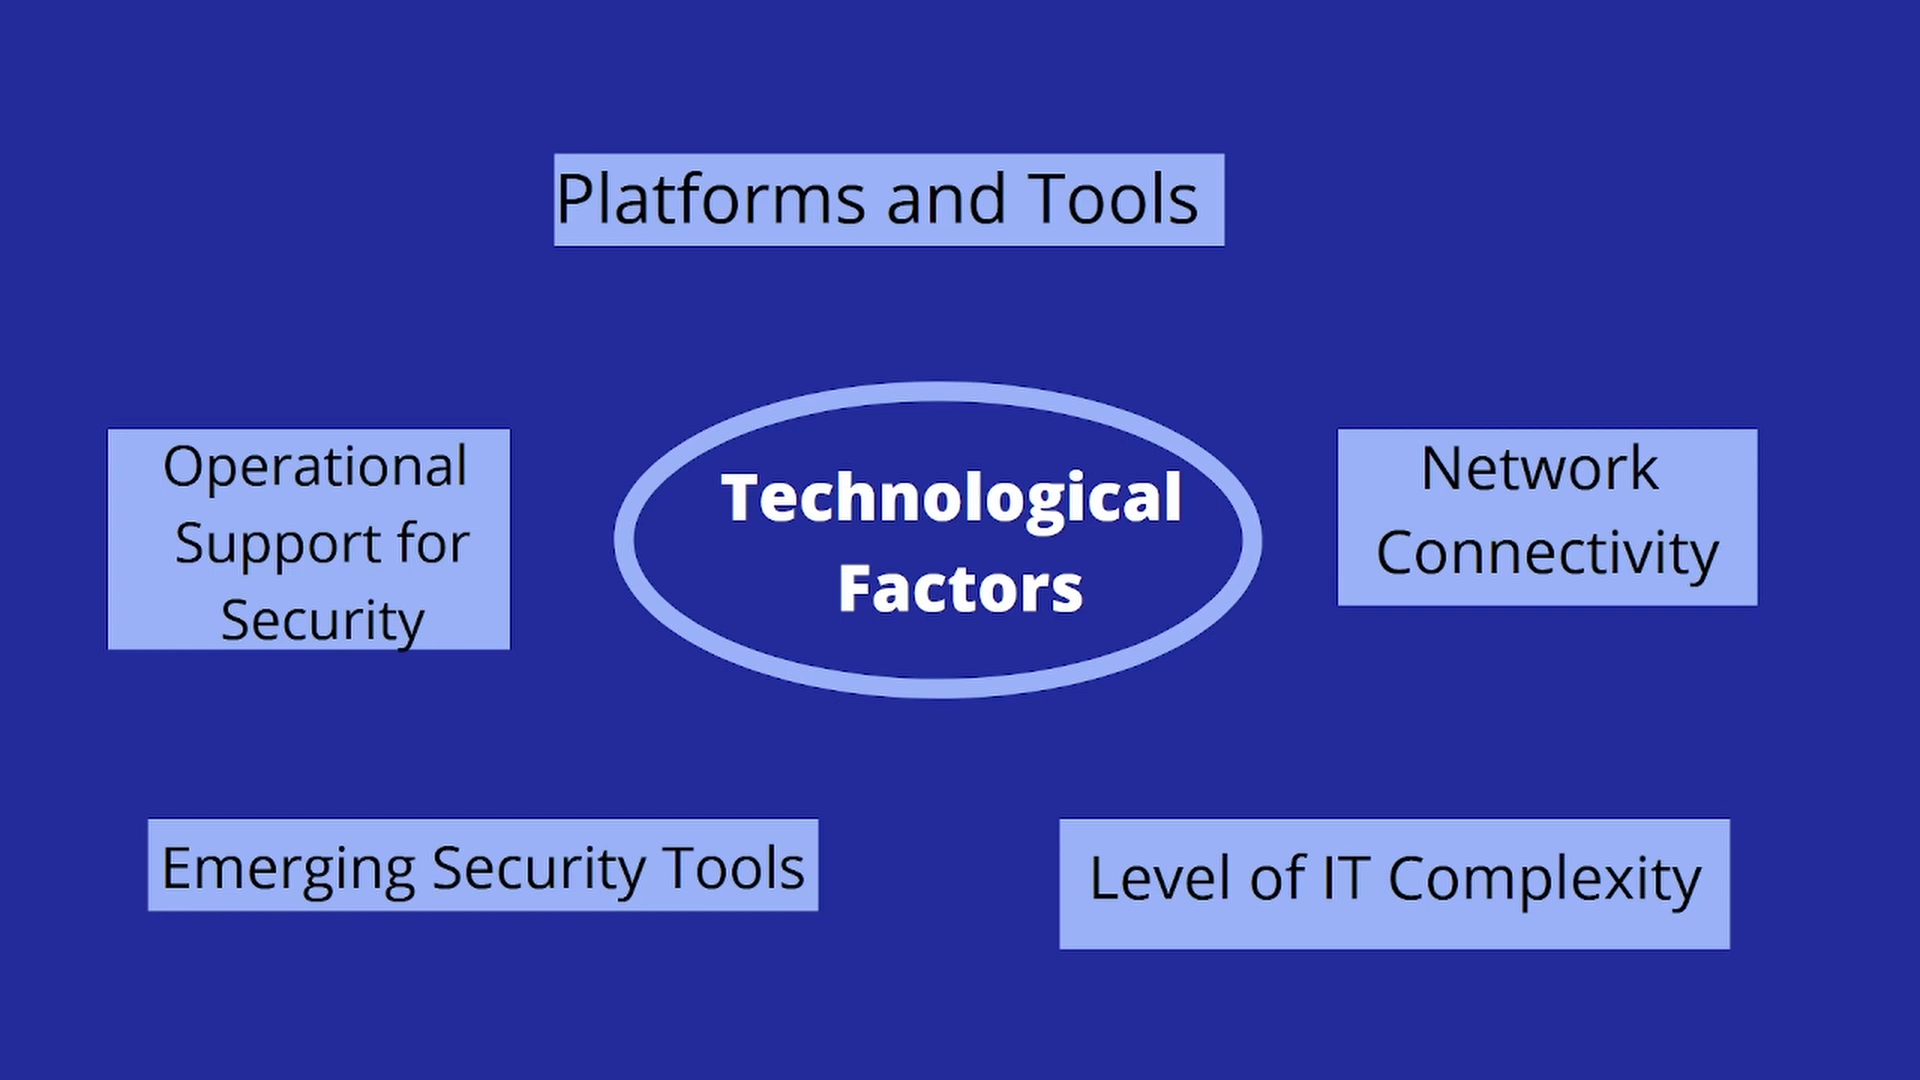 Platforms and Tools
Operational
Support for
Security
Technological
Factors
Network
Connectivity
Emerging Security Tools
Level of IT Complexity